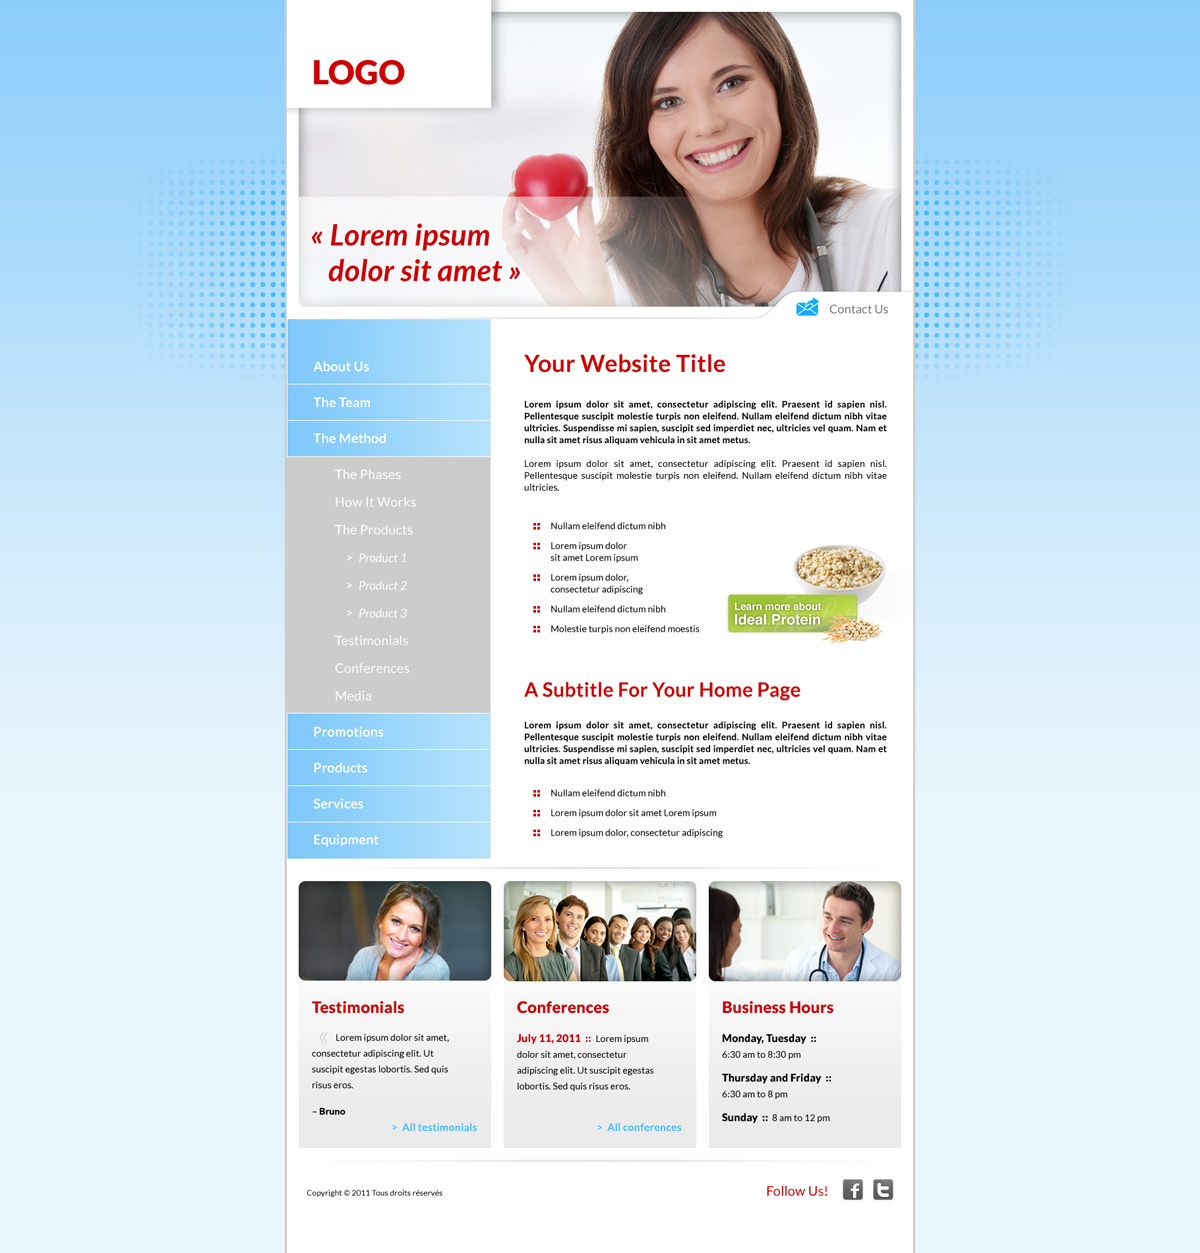 LOGO
« Lorem ipsum
dolor sit amet »
Contact Us
About Us
The Team
The Method
The Phases
How It Works
The Products
> Product 1
> Product 2
> Product 3
Testimonials
Conferences
Media
Promotions
Products
Services
Equipment
Your Website Title
Lorem ipsum dolor sit amet, consectetur adipiscing elit. Praesent id sapien nisl.
Pellentesque suscipit molestie turpis non eleifend. Nullam eleifend dictum nibh vitae
ultricies. Suspendisse mi sapien, suscipit sed imperdiet nec, ultricies vel quam. Nam et
nulla sit amet risus aliquam vehicula in sit amet metus.
Lorem ipsum dolor sit amet, consectetur adipiscing elit. Praesent id sapien nisl.
Pellentesque suscipit molestie turpis non eleifend. Nullam eleifend dictum nibh vitae
ultricies.
Nullam eleifend dictum nibh
Lorem ipsum dolor
sit amet Lorem ipsum
Lorem ipsum dolor,
consectetur adipiscing
Nullam eleifend dictum nibh
Molestie turpis non eleifend moestis
Learn more about
Ideal Protein
A Subtitle For Your Home Page
Lorem ipsum dolor sit amet, consectetur adipiscing elit. Praesent id sapien nisl.
Pellentesque suscipit molestie turpis non eleifend. Nullam eleifend dictum nibh vitae
ultricies. Suspendisse mi sapien, suscipit sed imperdiet nec, ultricies vel quam. Nam et
nulla sit amet risus aliquam vehicula in sit amet metus.
Nullam eleifend dictum nibh
Lorem ipsum dolor sit amet Lorem ipsum
Lorem ipsum dolor, consectetur adipiscing
Testimonials
« Lorem ipsum dolor sit amet,
consectetur adipiscing elit. Ut
suscipit egestas lobortis. Sed quis
risus eros.
– Bruno
> All testimonials
Conferences
July 11, 2011 :: Lorem ipsum
dolor sit amet, consectetur
adipiscing elit. Ut suscipit egestas
lobortis. Sed quis risus eros.
> All conferences
Business Hours
Monday, Tuesday ::
6:30 am to 8:30 pm
Thursday and Friday ::
6:30 am to 8 pm
Sunday :: 8 am to 12 pm
Copyright © 2011 Tous droits réservés
Follow Us!